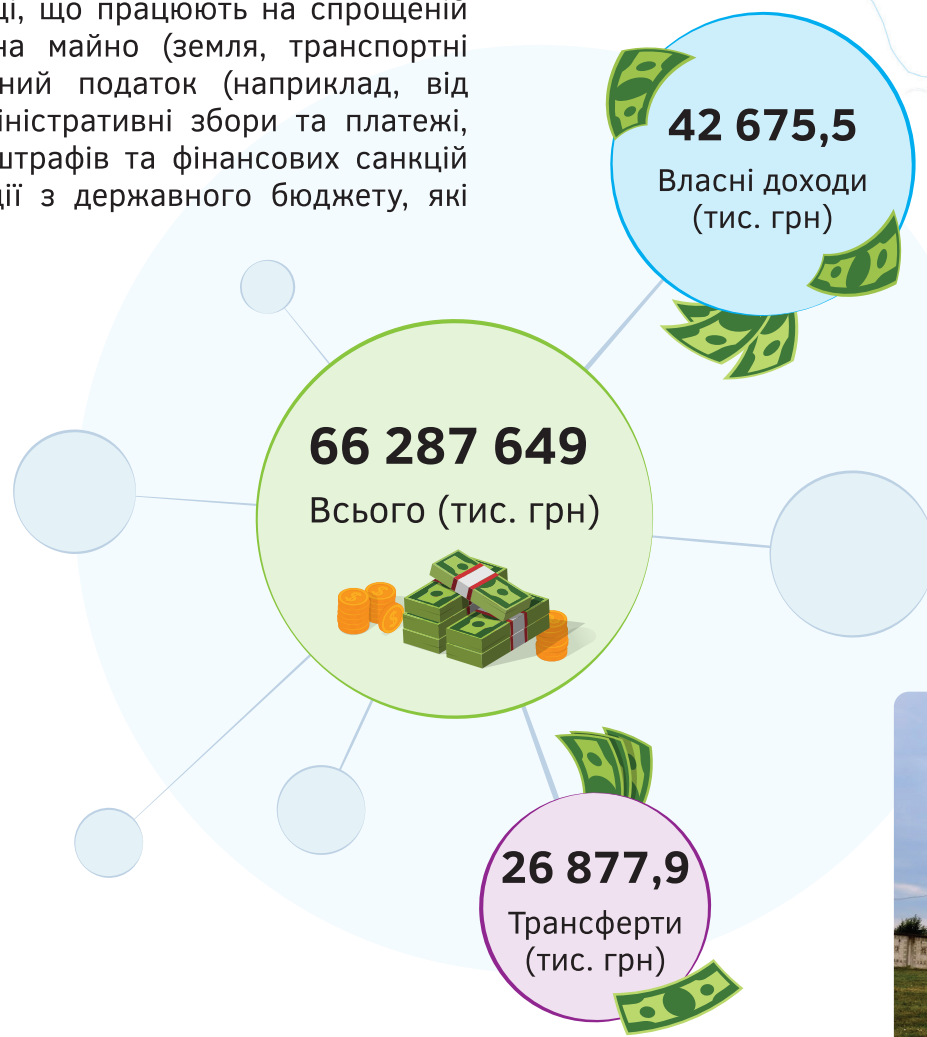 ці, що працюють на спрощеній
на майно (земля, транспортні
ний податок (наприклад, від
іністративні збори та платежі,
штрафів та фінансових санкцій
ії з державного бюджету, які
42 675,5
Власні доходи
(тис. грн)
66 287 649
Всього (тис. грн)
26 877,9
Трансферти
(тис. грн)